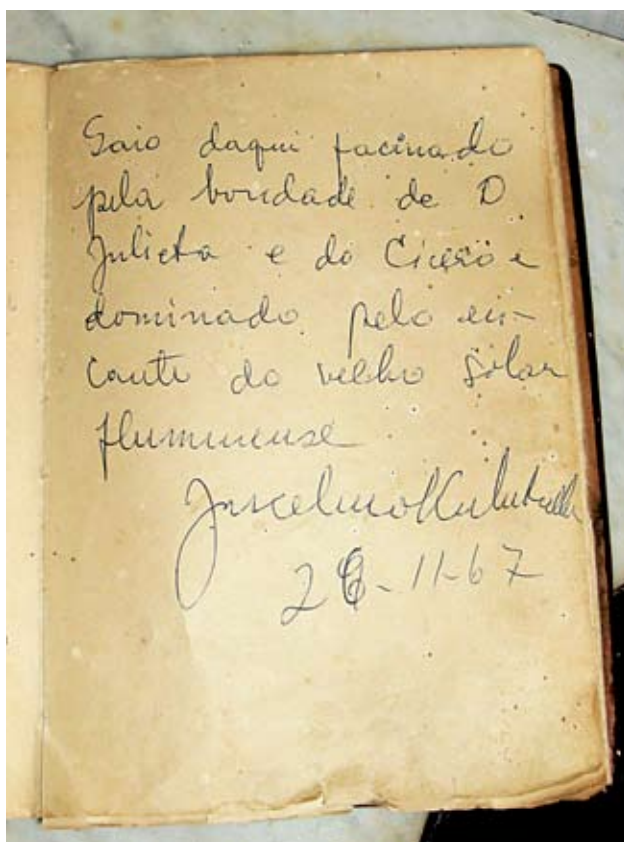 Saio daqui facinado
pela bondade de D
Julieta e do Cicero e
dominado pelo en-
canto do velho solar
fluminense
Juscelino Kubitschek
26-11-67